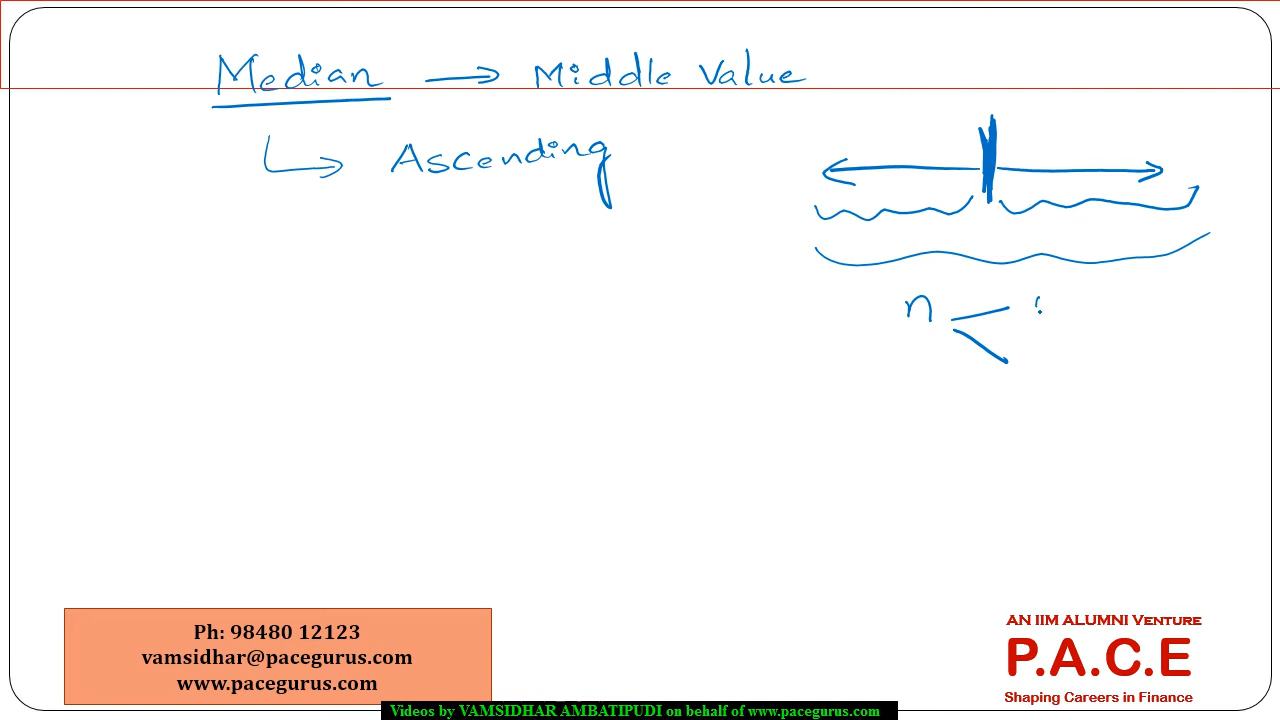 Median → Middle Value
Ascending
n
Ph: 98480 12123
vamsidhar@pacegurus.com
www.pacegurus.com
AN IIM ALUMNI VENTURE
P.A.C.E
Shaping Careers in Finance
Videos by VAMSIDHAR AMBATIPUDI on behalf of www.pacegurus.com